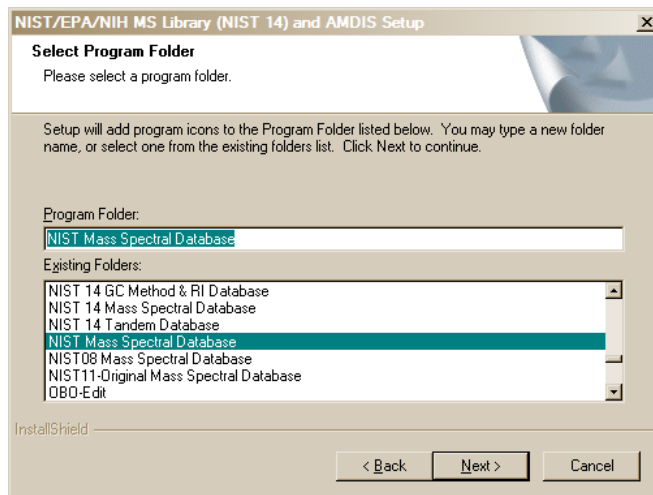 NIST/EPA/NIH MS Library (NIST 14) and AMDIS Setup
Select Program Folder
Please select a program folder.
Setup will add program icons to the Program Folder listed below. You may type a new folder
name, or select one from the existing folders list. Click Next to continue.
Program Folder:
NIST Mass Spectral Database
Existing Folders:
NIST 14 GC Method & RI Database
NIST 14 Mass Spectral Database
NIST 14 Tandem Database
NIST Mass Spectral Database
NIST08 Mass Spectral Database
NIST11-Original Mass Spectral Database
OBO-Edit
InstallShield
< Back Next > Cancel